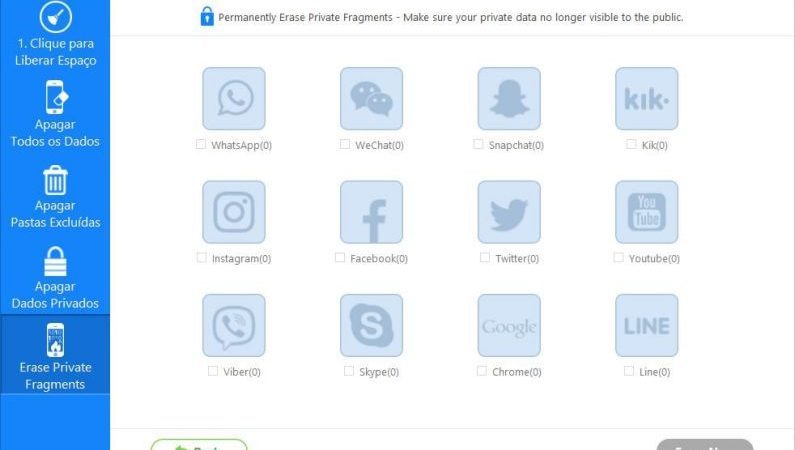 Permanently Erase Private Fragments - Make sure your private data no longer visible to the public.
1. Clique para
Liberar Espaço
Apagar
Todos os Dados
Apagar
Pastas Excluídas
Apagar
Dados Privados
Erase Private
Fragments
kik.
WhatsApp(0)
WeChat(0)
Snapchat(0)
Kik(0)
You
Tube
Instagram(0)
Facebook(0)
Twitter(0)
Youtube(0)
Google
LINE
Viber(0)
Skype(0)
Chrome(0)
Line(0)